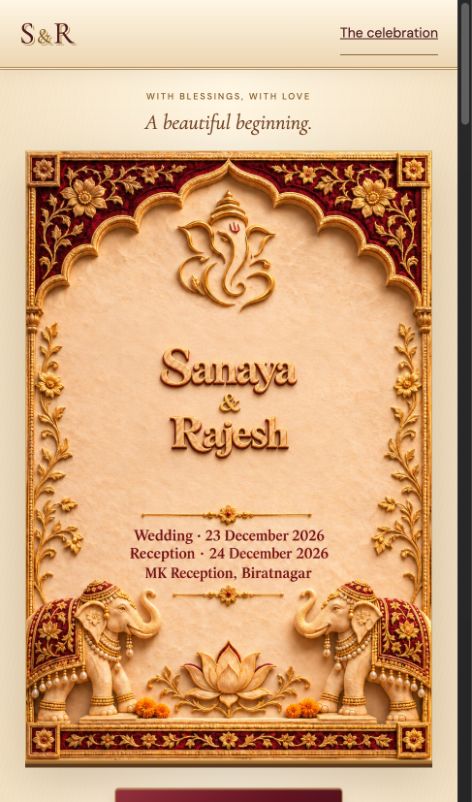 S&R
The celebration
WITH BLESSINGS, WITH LOVE
A beautiful beginning.
Sanaya
&
Rajesh
Wedding · 23 December 2026
Reception · 24 December 2026
MK Reception, Biratnagar